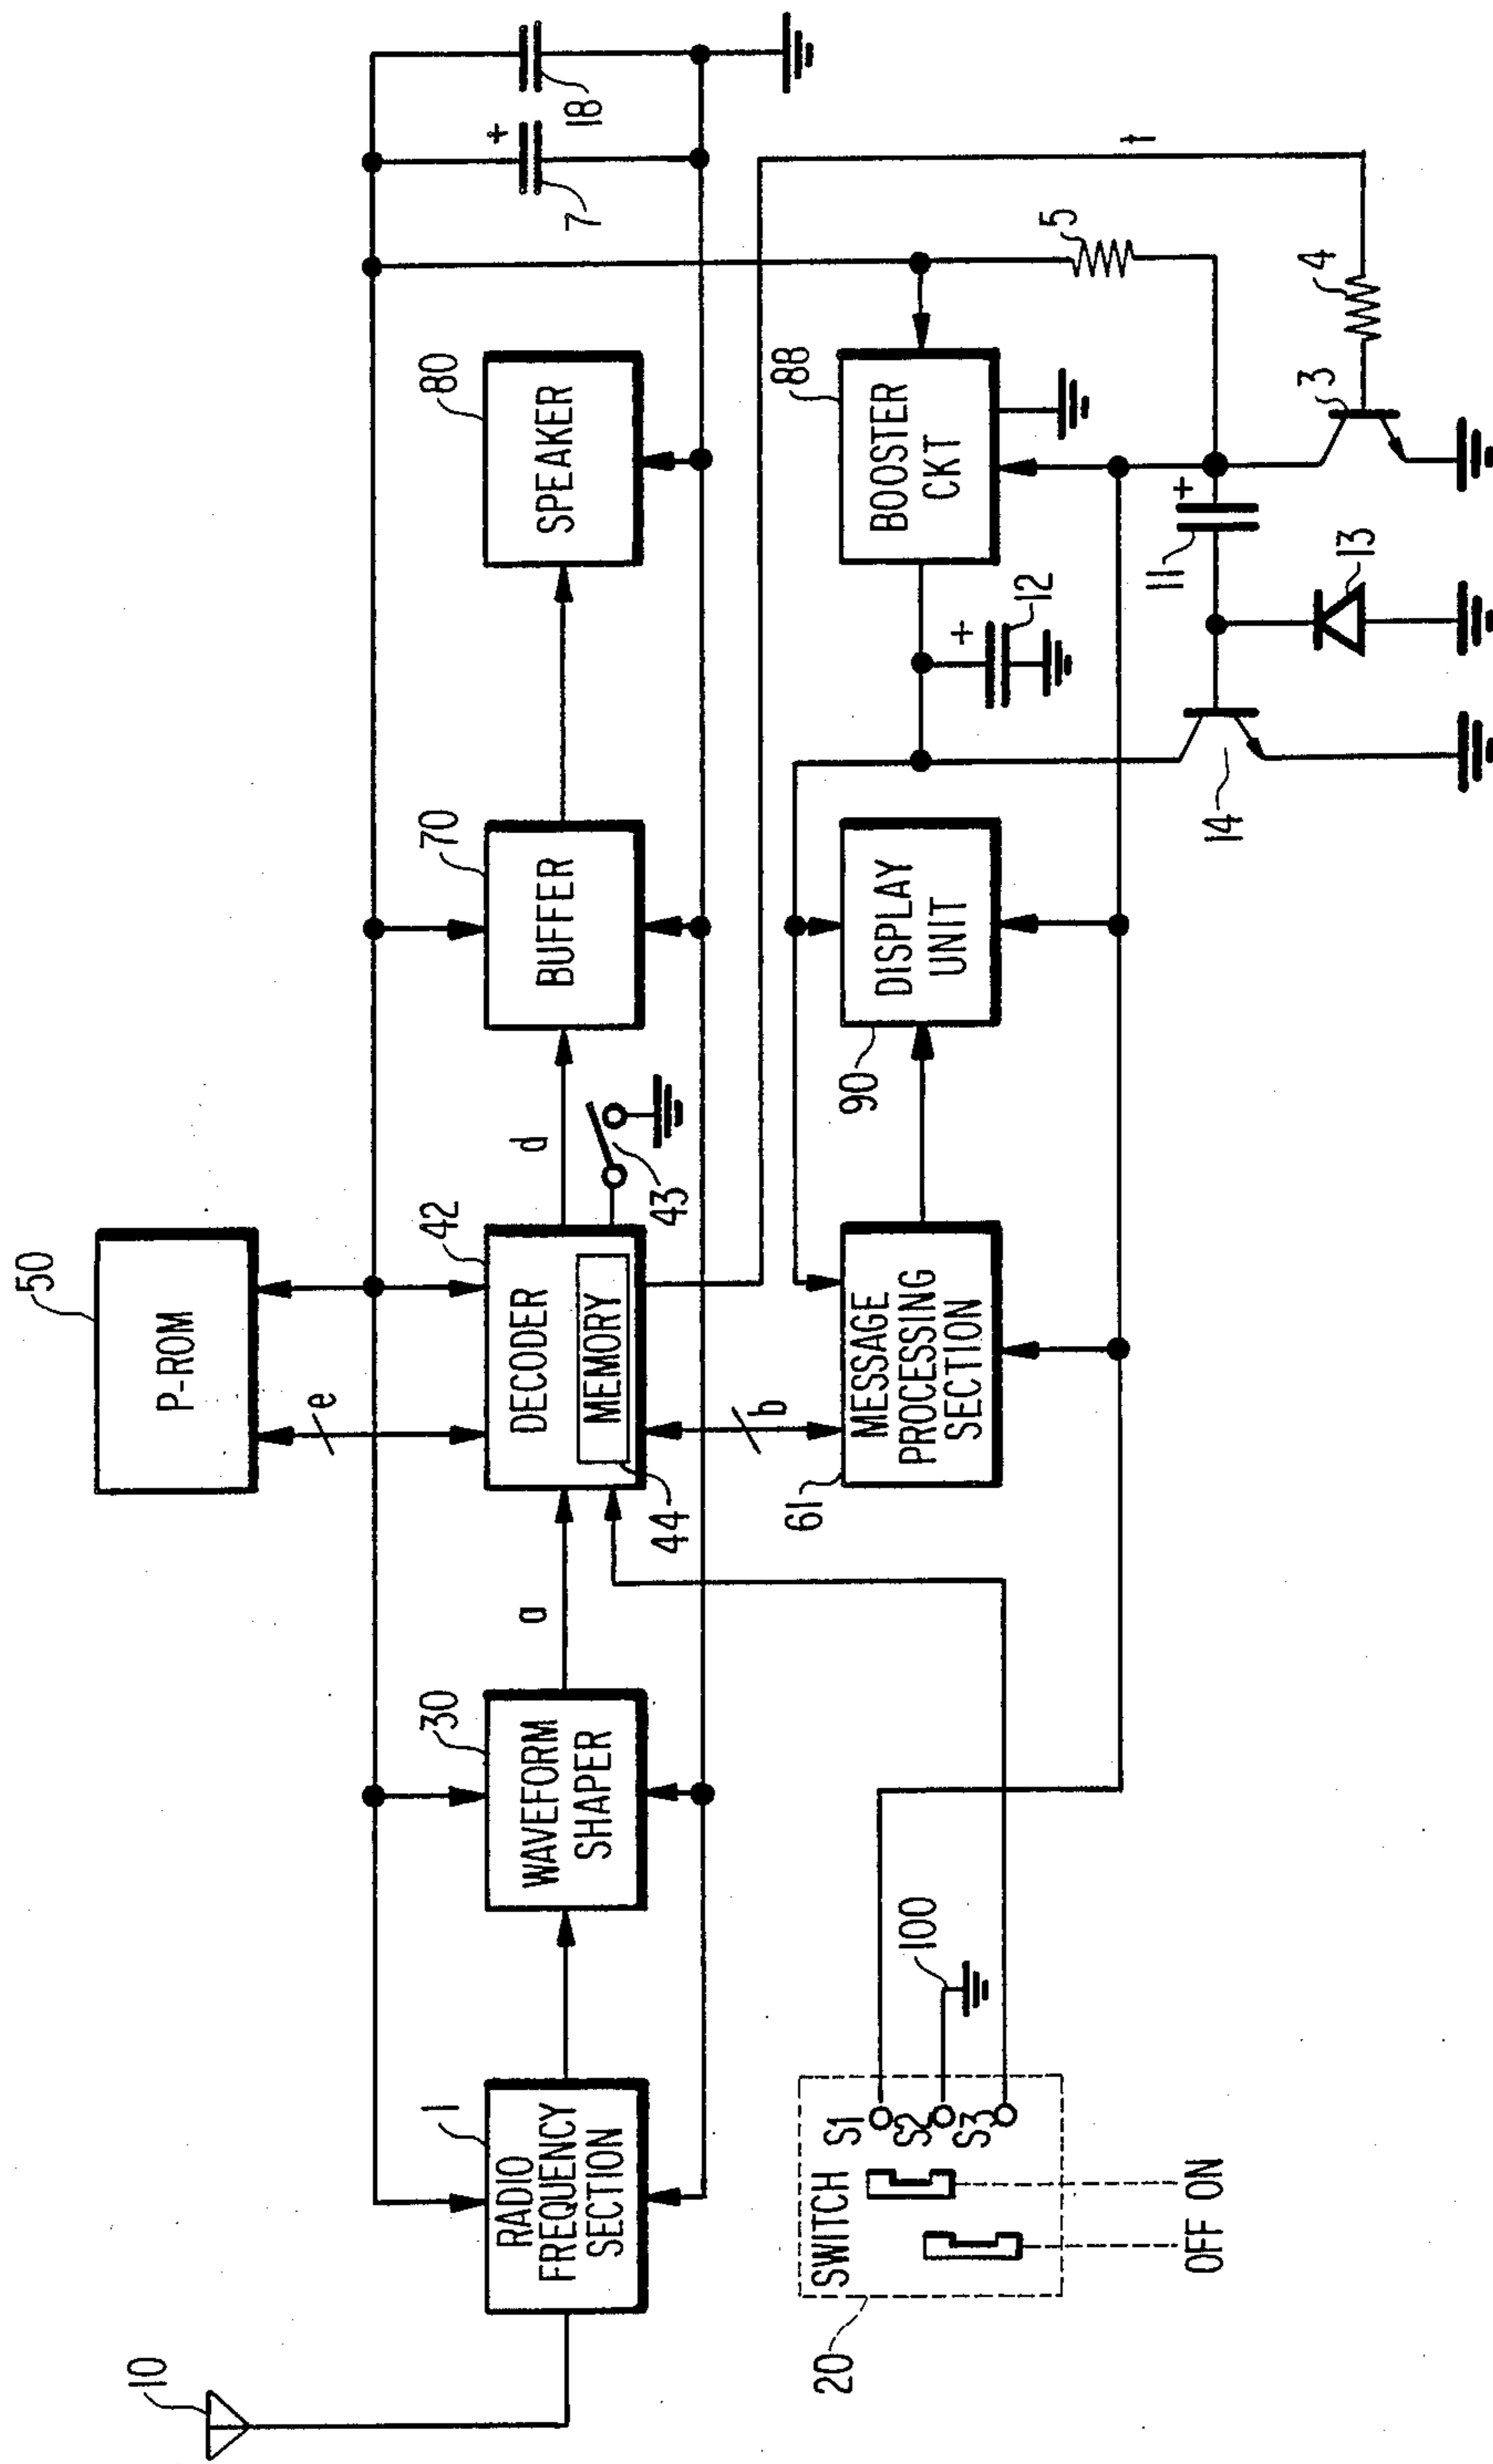 10
1
RADIO
FREQUENCY
SECTION
30
WAVEFORM
SHAPER
a
50
P-ROM
e
42
DECODER
MEMORY
44
43
d
70
BUFFER
80
SPEAKER
7
+
18
20
SWITCH
S1
S2
S3
OFF
ON
100
b
61
MESSAGE
PROCESSING
SECTION
90
DISPLAY
UNIT
88
BOOSTER
CKT
+
12
14
13
11
+
3
4
5